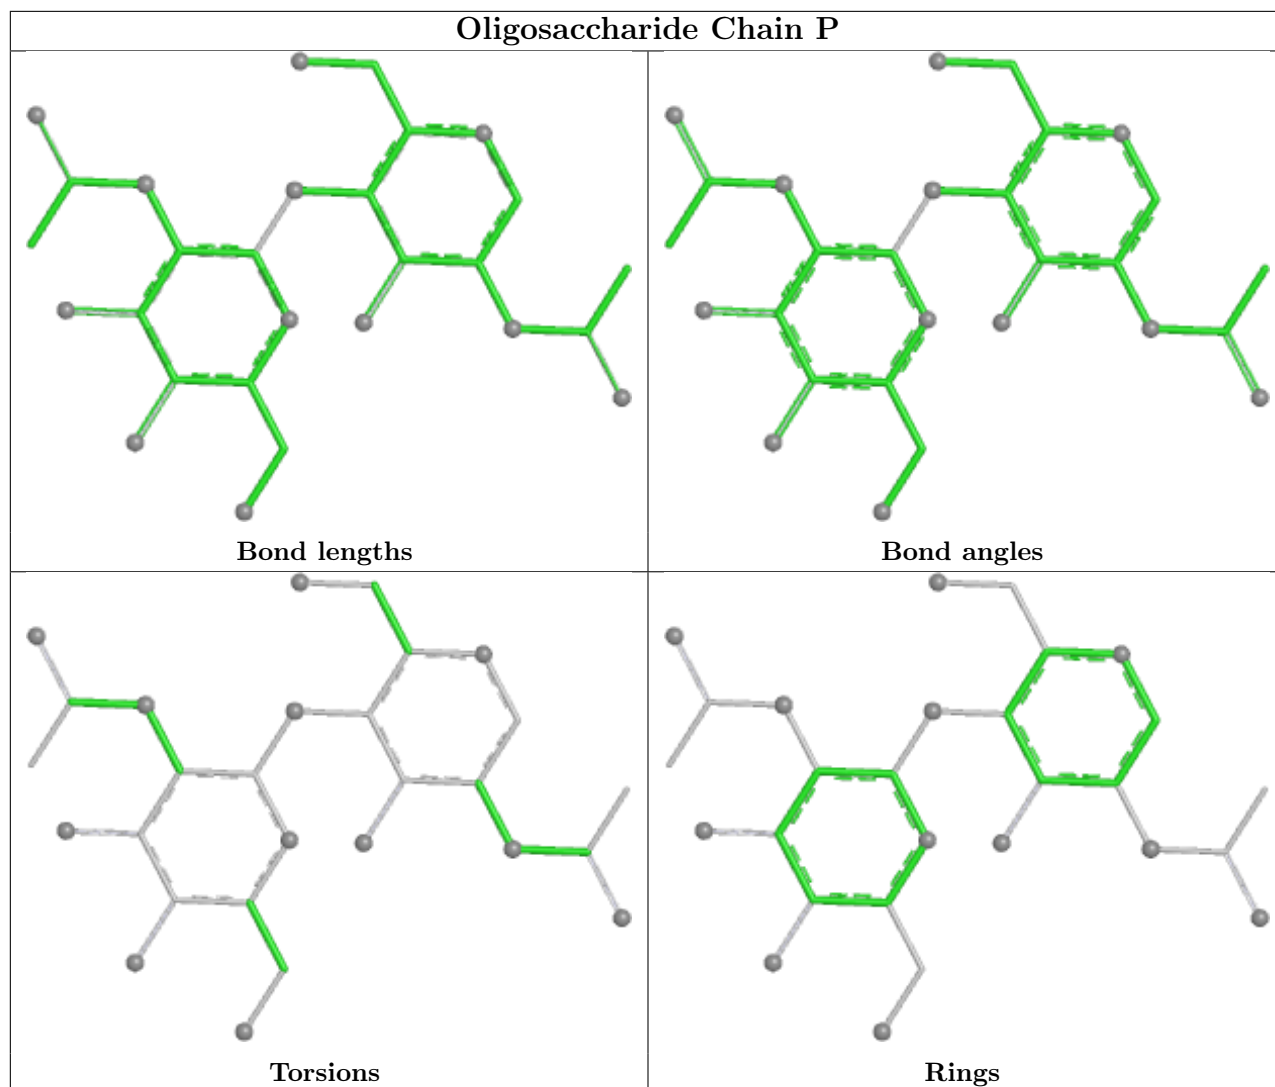 Oligosaccharide Chain P
Bond lengths
Bond angles
Torsions
Rings